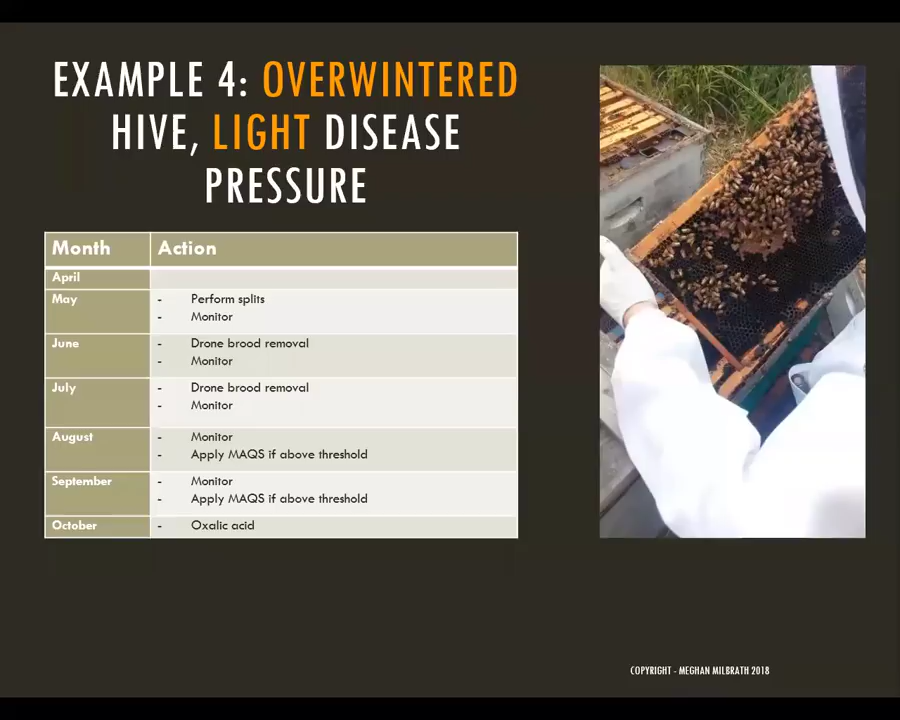 EXAMPLE 4: OVERWINTERED
HIVE, LIGHT DISEASE
PRESSURE
Month Action
April
May - Perform splits
- Monitor
June - Drone brood removal
- Monitor
July - Drone brood removal
- Monitor
August - Monitor
- Apply MAQS if above threshold
September - Monitor
- Apply MAQS if above threshold
October - Oxalic acid
COPYRIGHT - MEGHAN MILBRATH 2018